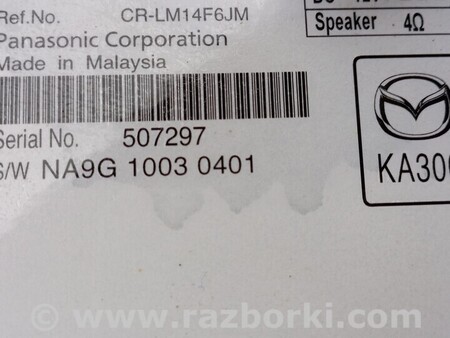 Ref.No. CR-LM14F6JM
Panasonic Corporation
Made in Malaysia
Speaker 4Ω
Serial No. 507297
S/W NA9G 1003 0401
KA30
© www.razborki.com